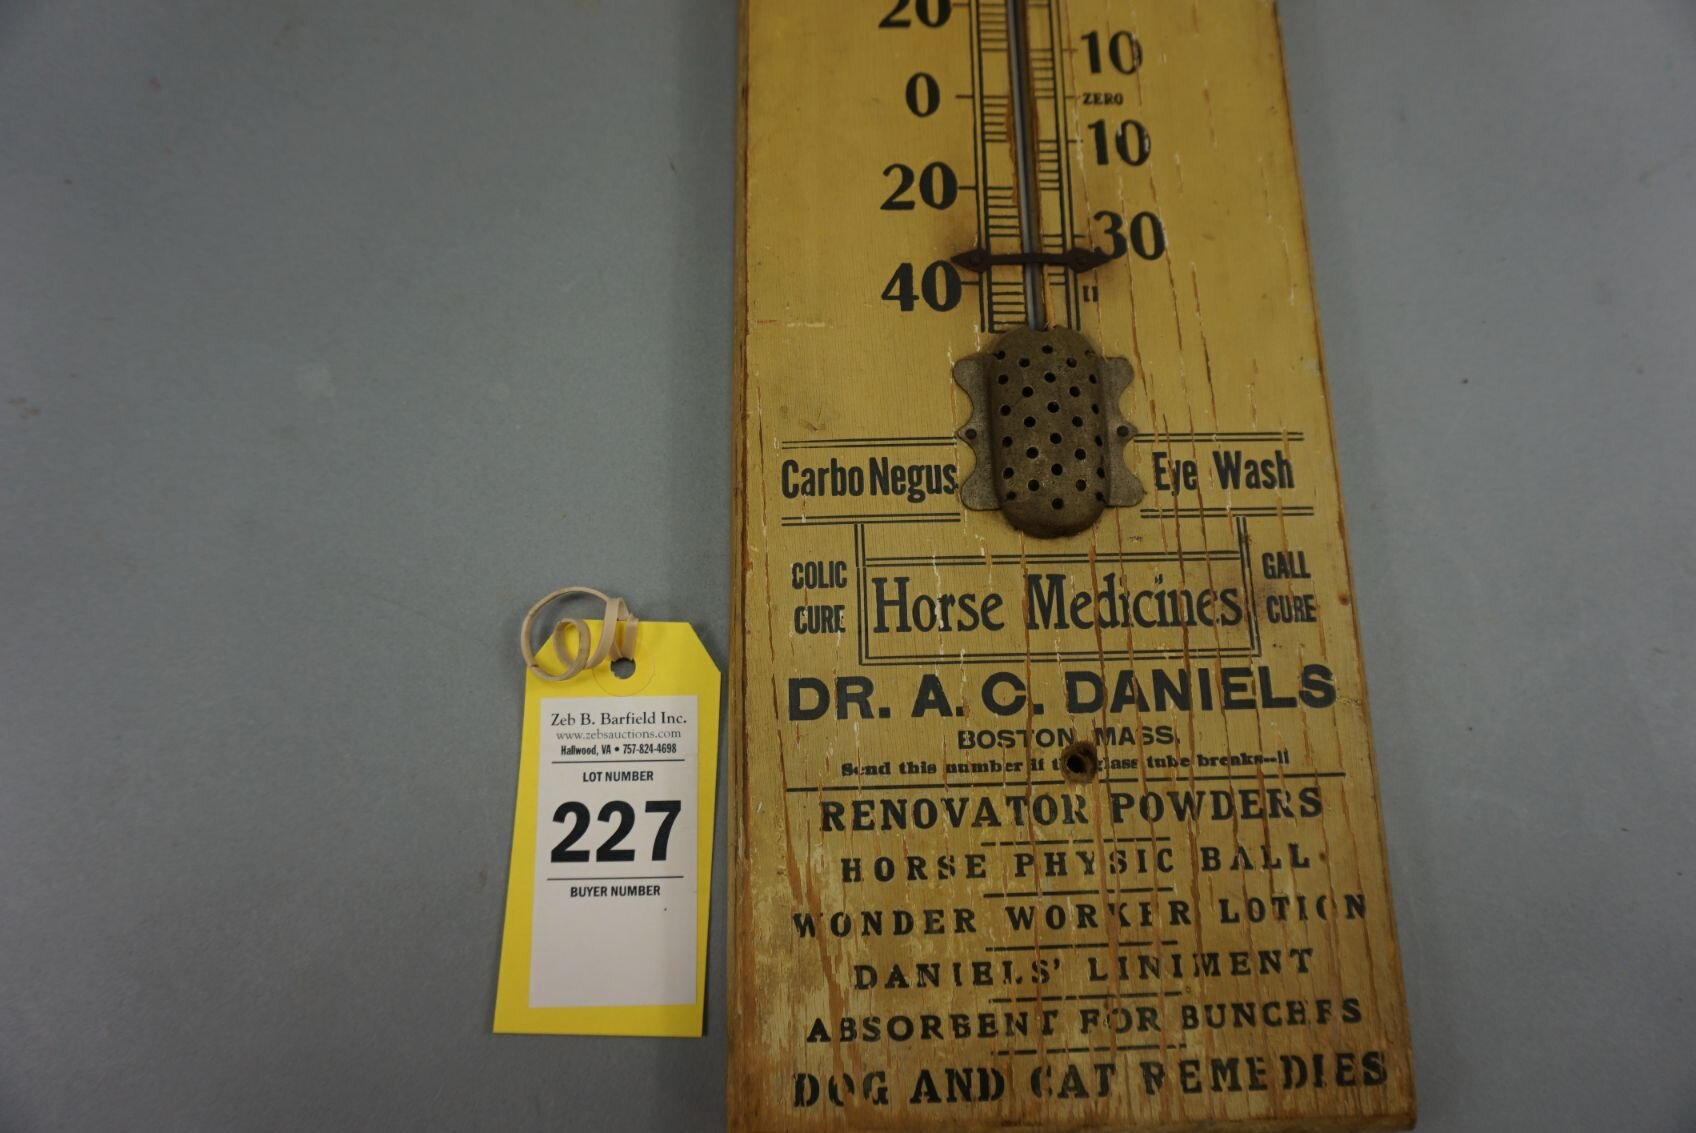 20
10
0
ZERO
10
20
30
40
11
Carbo Negus Eye Wash
COLIC CURE
Horse Medicines
GALL CURE
DR. A. C. DANIELS
BOSTON, MASS.
Send this number if the glass tube breaks--11
RENOVATOR POWDERS
HORSE PHYSIC BALL
WONDER WORKER LOTION
DANIELS' LINIMENT
ABSORBENT FOR BUNCHES
DOG AND CAT REMEDIES
Zeb B. Barfield Inc.
www.zebsauctions.com
Hallwood, VA • 757-824-4698
LOT NUMBER
227
BUYER NUMBER